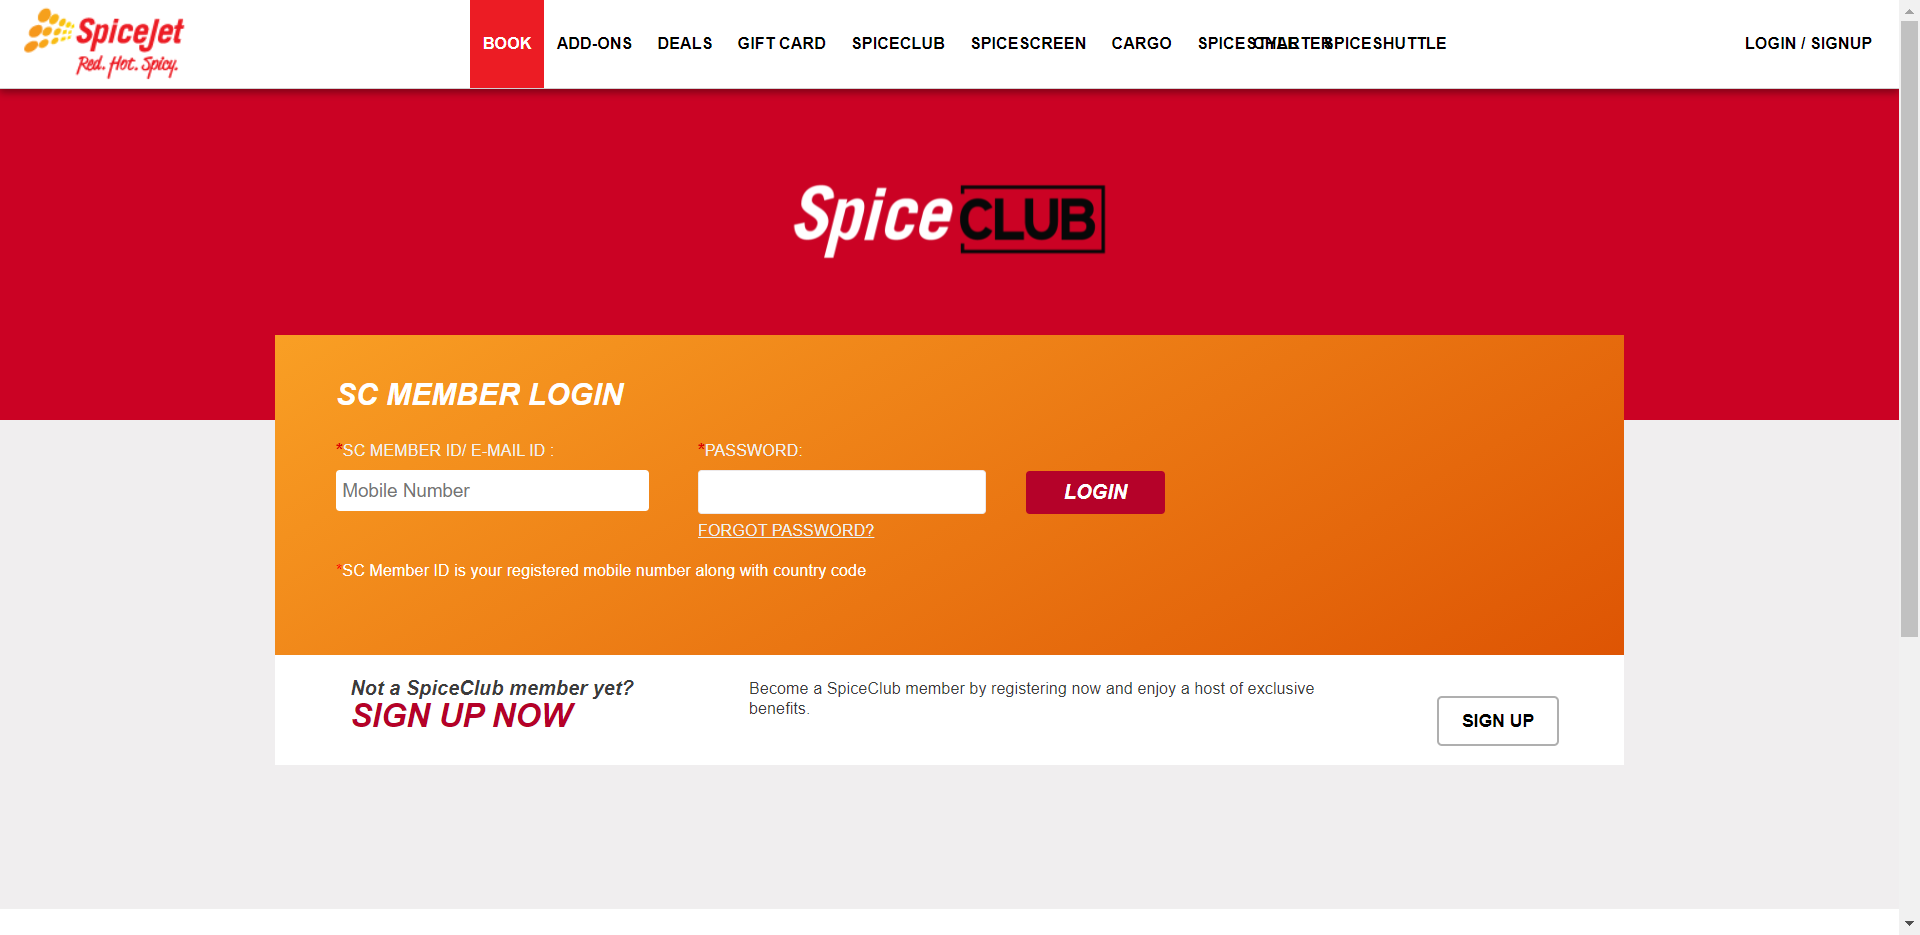 SpiceJet
Red. Hot. Spicy.
BOOK ADD-ONS DEALS GIFT CARD SPICECLUB SPICESCREEN CARGO SPICESTYLE CHARTER SPICESHUTTLE LOGIN / SIGNUP
Spice CLUB
SC MEMBER LOGIN
*SC MEMBER ID/ E-MAIL ID : *PASSWORD:
Mobile Number LOGIN
FORGOT PASSWORD?
*SC Member ID is your registered mobile number along with country code
Not a SpiceClub member yet?
SIGN UP NOW
Become a SpiceClub member by registering now and enjoy a host of exclusive
benefits.
SIGN UP